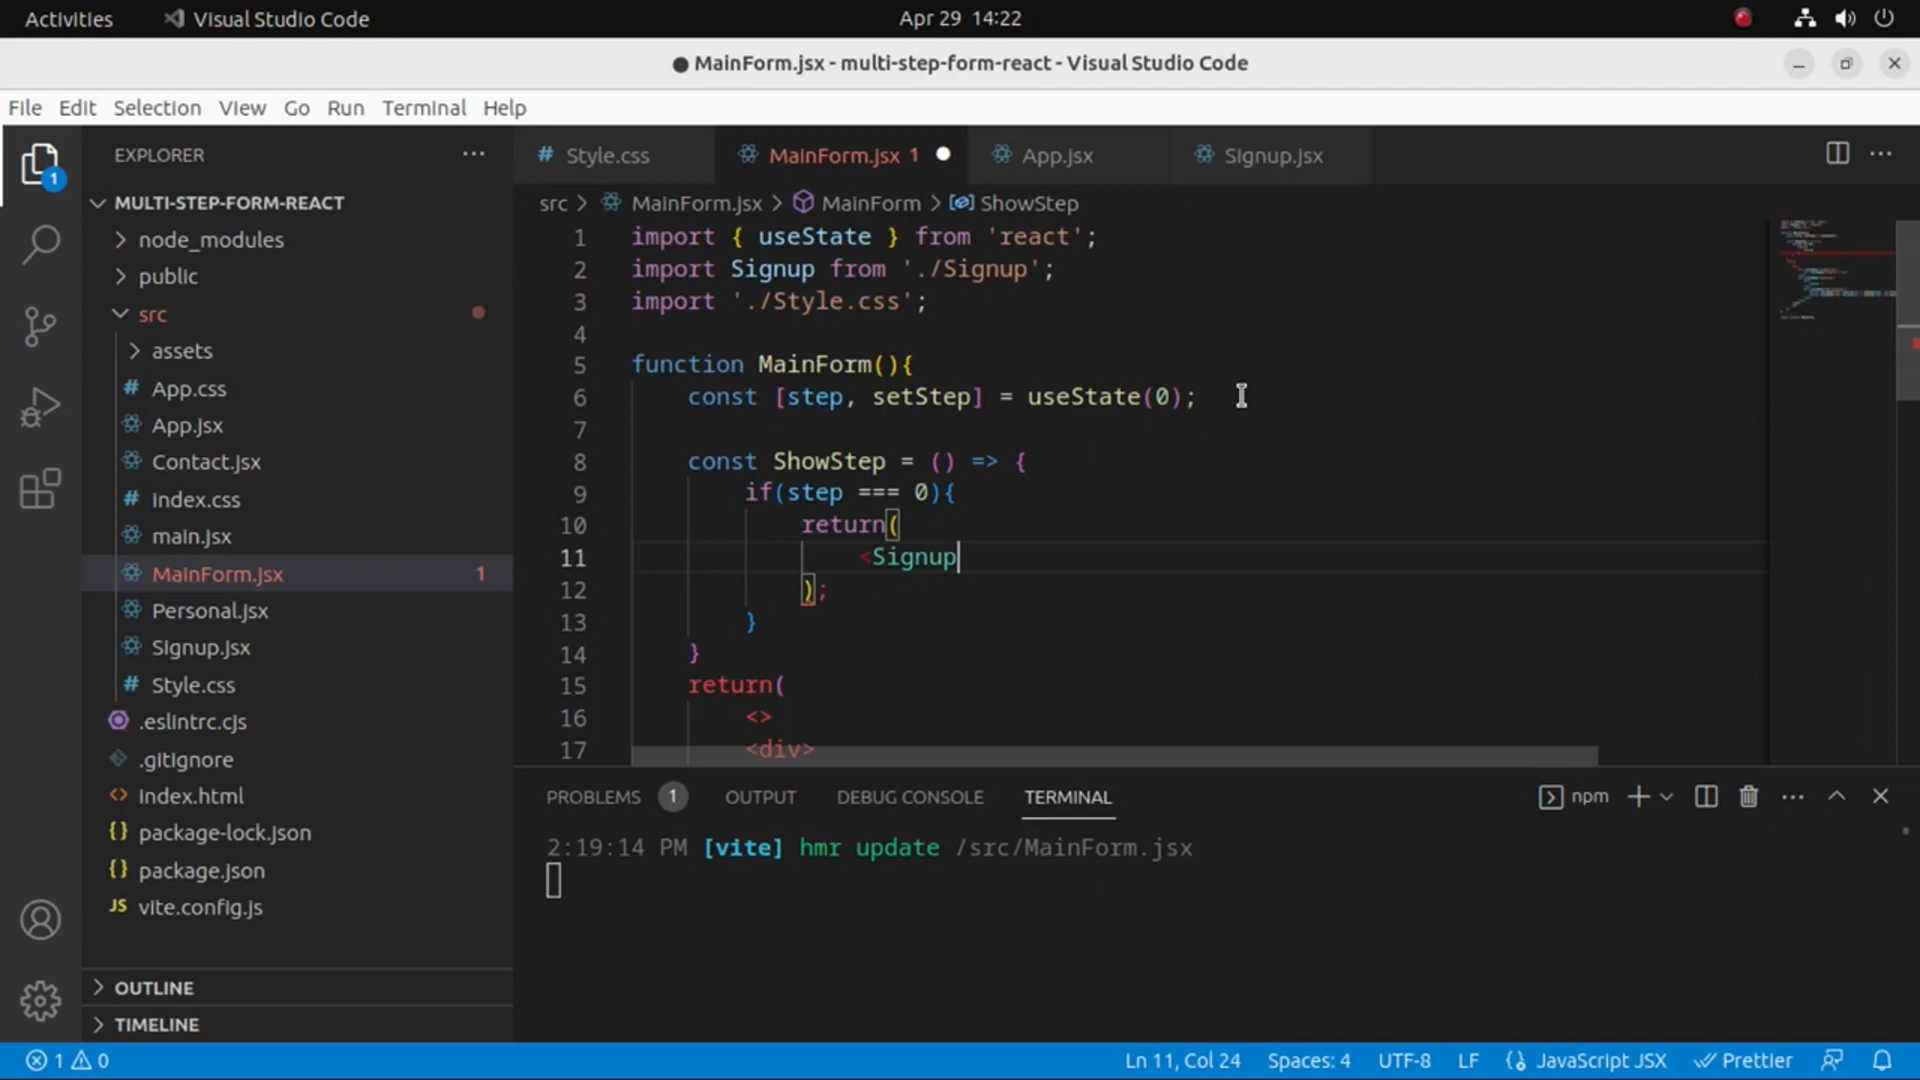 Activities
Visual Studio Code
Apr 29 14:22
● MainForm.jsx - multi-step-form-react - Visual Studio Code
File Edit Selection View Go Run Terminal Help
EXPLORER
1
MULTI-STEP-FORM-REACT
node_modules
public
src
assets
# App.css
App.jsx
Contact.jsx
# index.css
main.jsx
MainForm.jsx 1
Personal.jsx
Signup.jsx
# Style.css
.eslintrc.cjs
.gitignore
<> index.html
{} package-lock.json
{} package.json
JS vite.config.js
OUTLINE
TIMELINE
# Style.css
MainForm.jsx 1 ●
App.jsx
Signup.jsx
src > MainForm.jsx > MainForm > ShowStep
1 import { useState } from 'react';
2 import Signup from './Signup';
3 import './Style.css';
4
5 function MainForm(){
6 const [step, setStep] = useState(0);
7
8 const ShowStep = () => {
9 if(step === 0){
10 return(
11 <Signup
12 );
13 }
14 }
15 return(
16 <>
17 <div>
PROBLEMS 1 OUTPUT DEBUG CONSOLE TERMINAL
npm
2:19:14 PM [vite] hmr update /src/MainForm.jsx
1 0
Ln 11, Col 24 Spaces: 4 UTF-8 LF {} JavaScript JSX Prettier